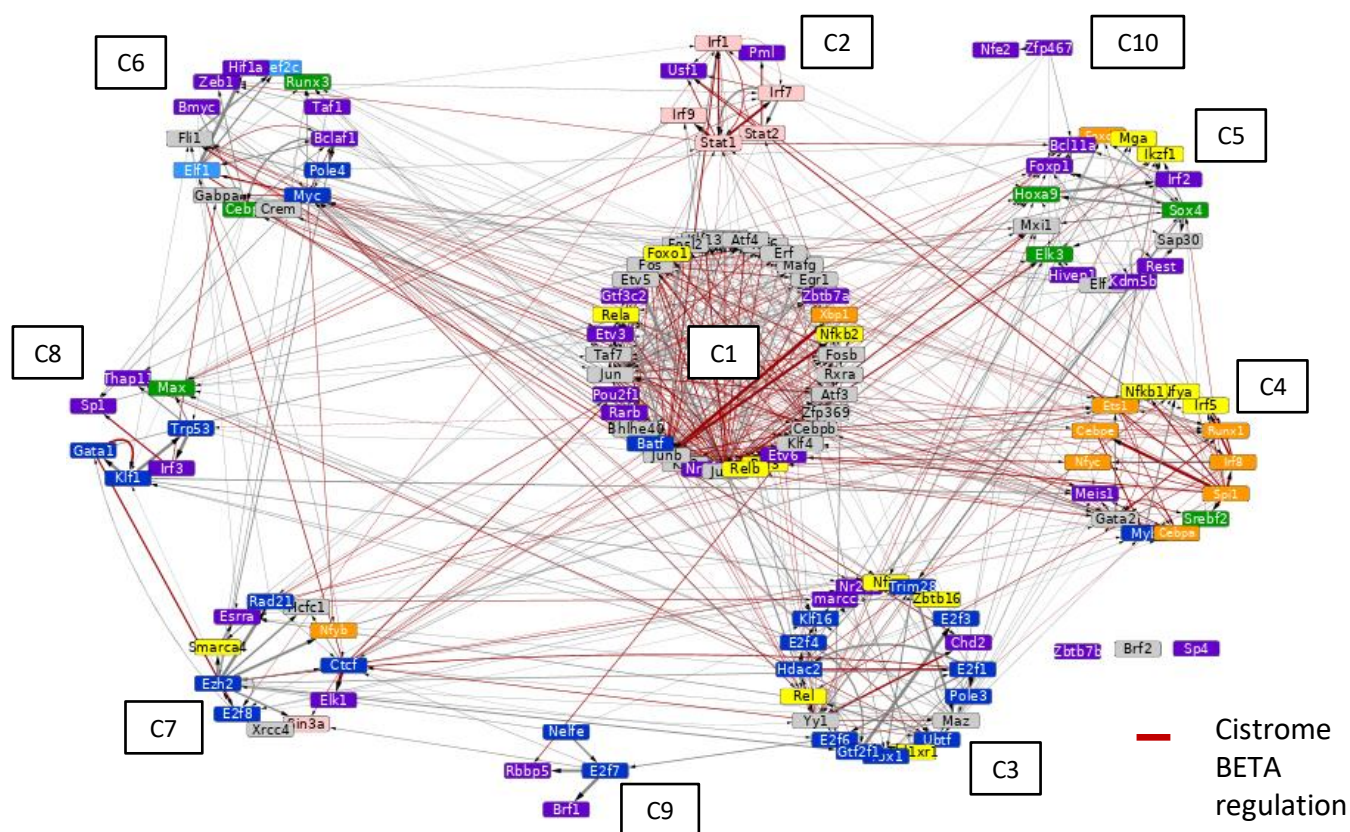 C6
Hif1a
ef2c
Zeb1
Runx3
Bmyc
Taf1
Fli1
Bclaf1
Elf1
Pole4
Gabpa
Myc
Crem
C2
Irf1
Pml
Usf1
Irf7
Irf9
Stat2
Stat1
C10
Nfe2
Zfp467
C5
Mga
Bcl11a
Ikzf1
Foxp1
Irf2
Hoxa9
Sox4
Mxi1
Sap30
Elk3
Rest
Hivep1
Kdm5b
C1
Atf4
Foxo1
Erf
Fos
Mafg
Etv5
Egr1
Gtf3c2
Zbtb7a
Rela
Xbp1
Etv3
Nfkb2
Taf7
Fosb
Jun
Rxra
Pou2f1
Atf3
Rarb
Zfp369
Bhlhe40
Cebpb
Batf
Klf4
Junb
Etv6
Relb
C8
Thap11
Max
Sp1
Trp53
Gata1
Irf3
Klf1
C4
Nfkb1
Ets1
Irf5
Cebpe
Runx1
Nfyc
Irf8
Meis1
Spi1
Gata2
Srebf2
Cebpa
C7
Rad21
Hcfc1
Esrra
Nfyb
Smarca4
Ctcf
Ezh2
Elk1
E2f8
Sin3a
Xrcc4
C9
Nelfe
Rbbp5
E2f7
Brf1
C3
Trim28
marcc
Zbtb16
Klf16
E2f3
E2f4
Chd2
Hdac2
E2f1
Rel
Pole3
Yy1
Maz
E2f6
Ubtf
Gtf2f1
Zbtb7b
Brf2
Sp4
Cistrome
BETA
regulation